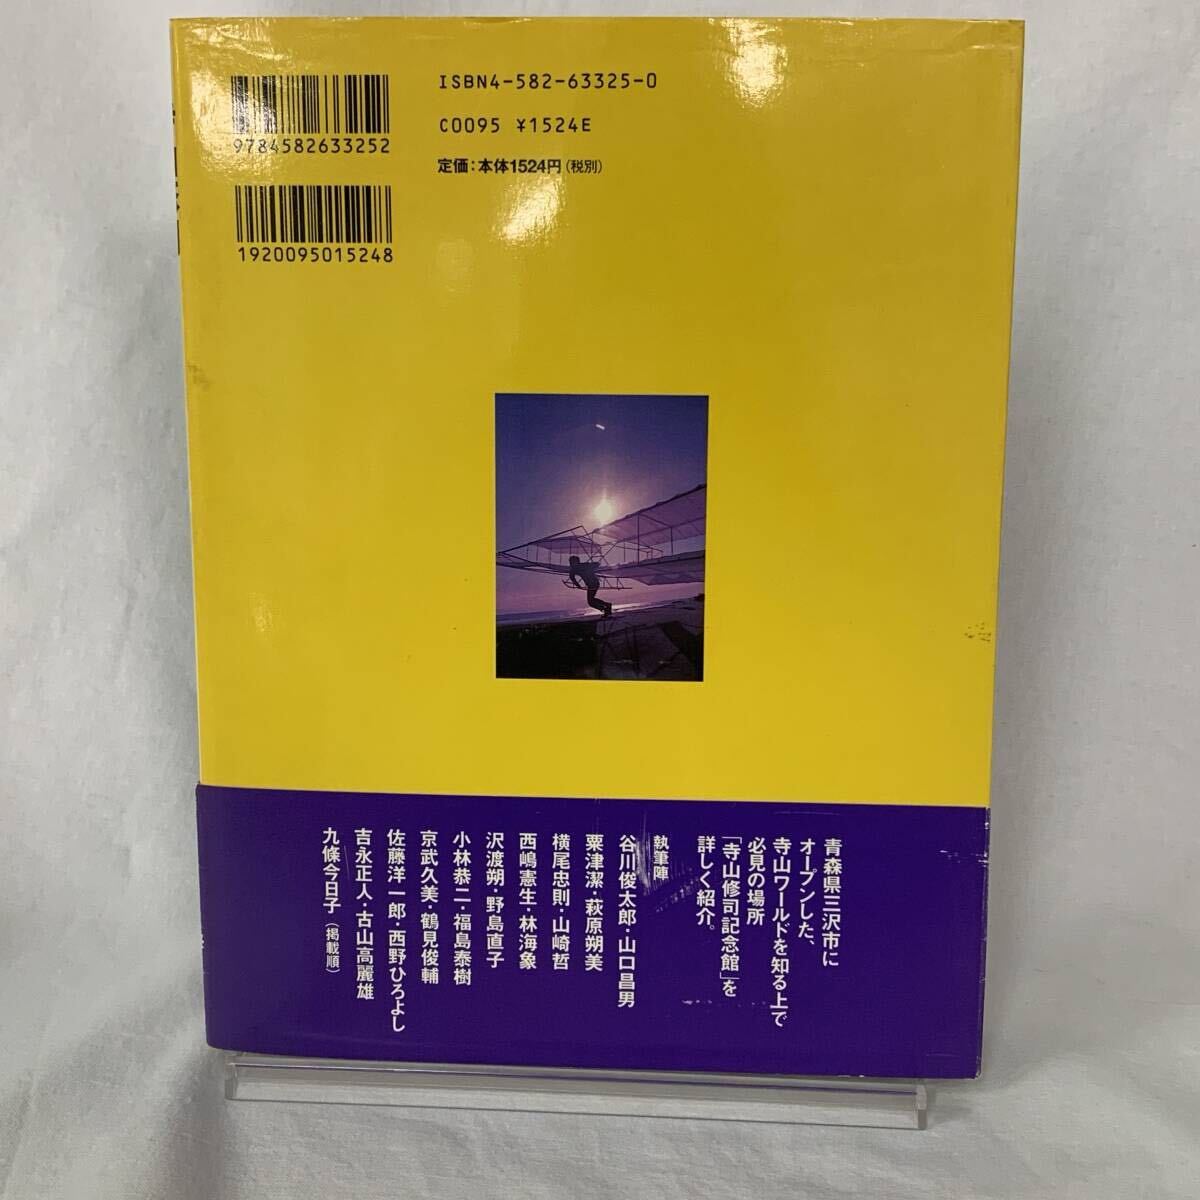 ISBN4-582-63325-0
C0095 ¥1524E
定価:本体1524円(税別)
9784582633252
1920095015248
青森県三沢市に
オープンした、
寺山ワールドを知る上で
必見の場所
「寺山修司記念館」を
詳しく紹介。
執筆陣
谷川俊太郎・山口昌男
粟津潔・萩原朔美
横尾忠則・山崎哲
西嶋憲生・林海象
沢渡朔・野島直子
小林恭二・福島泰樹
京武久美・鶴見俊輔
佐藤洋一郎・西野ひろよし
吉永正人・古山高麗雄
九條今日子(掲載順)